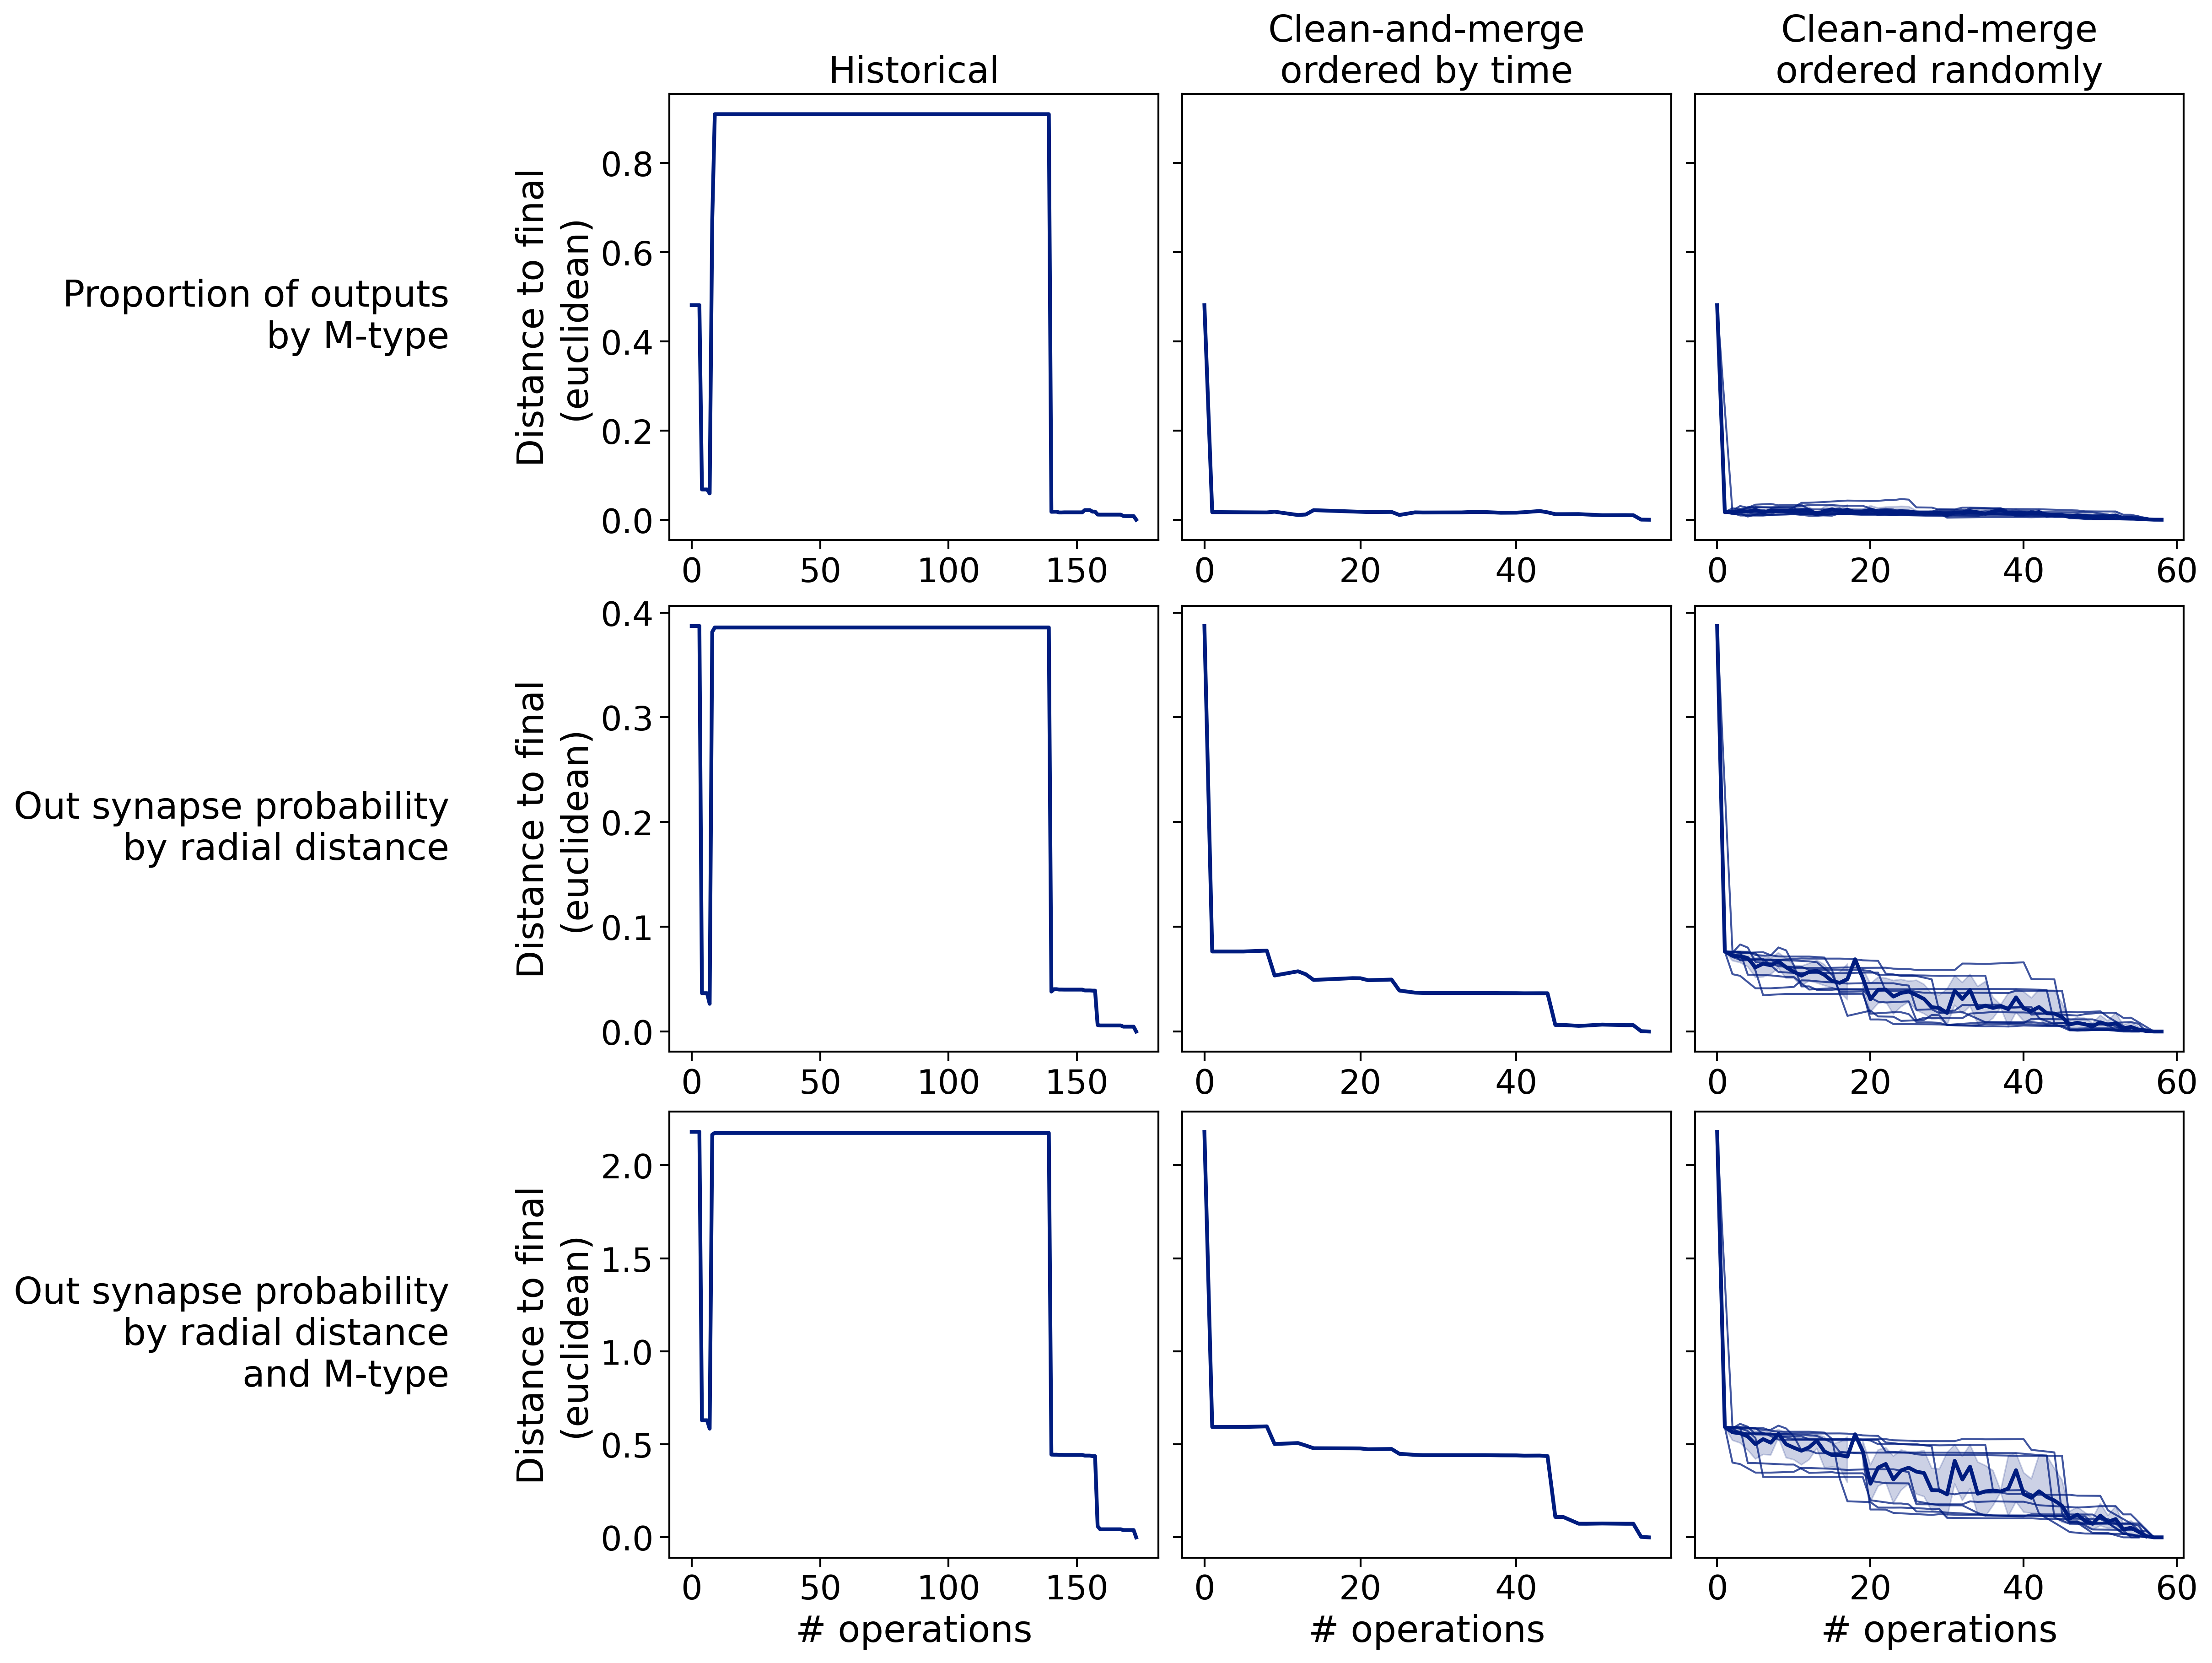 Historical
Clean-and-merge
ordered by time
Clean-and-merge
ordered randomly
Proportion of outputs
by M-type
Distance to final
(euclidean)
0.8
0.6
0.4
0.2
0.0
0 50 100 150
0 20 40
0 20 40 60
Out synapse probability
by radial distance
Distance to final
(euclidean)
0.4
0.3
0.2
0.1
0.0
0 50 100 150
0 20 40
0 20 40 60
Out synapse probability
by radial distance
and M-type
Distance to final
(euclidean)
2.0
1.5
1.0
0.5
0.0
0 50 100 150
0 20 40
0 20 40 60
# operations
# operations
# operations